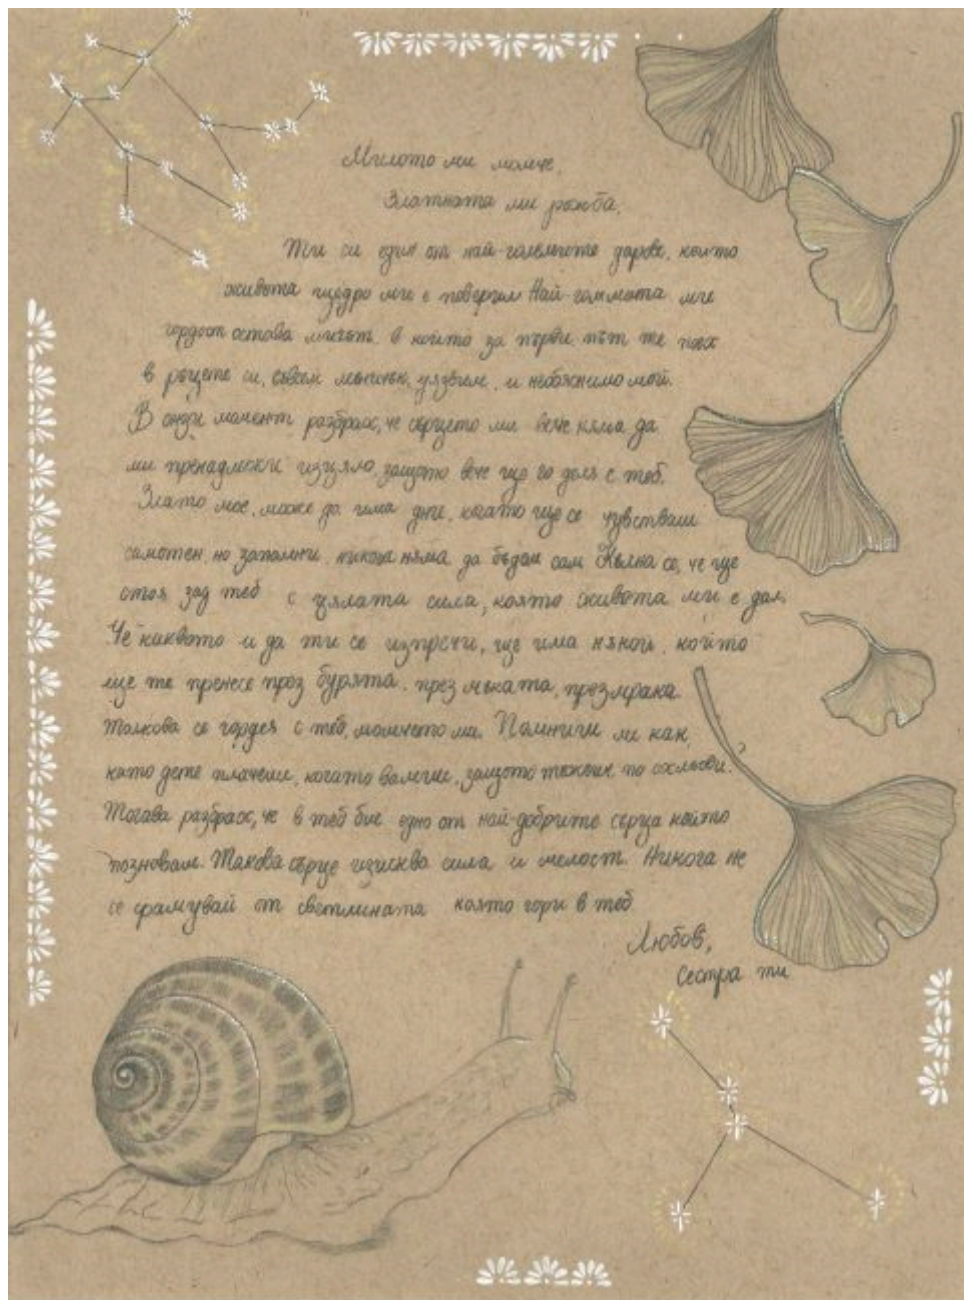 Милото ми момче,
Златната ми рожба,
Ти си един от най-големите дарове, които
живота щедро ми е поверил. Най-голямата ми
гордост остава мигът, в който за първи път те поех
в ръцете си, съвсем мъничък, уязвим, и необяснимо мой.
В онзи момент разбрах, че сърцето ми вече няма да
ми принадлежи изцяло, защото вече ще го деля с теб.
Злато мое, може да има дни, когато ще се чувстваш
самотен, но запомни, никога няма да бъдеш сам. Кълна се, че ще
стоя зад теб с цялата сила, която живота ми е дал.
Че каквото и да ти се изпречи, ще има някой, който
ще те пренесе през бурята, през мъката, през мрака.
Толкова се гордея с теб, момчето ми. Помниш ли как,
като дете плачеше, когато валеше, защото по охлюви.
Тогава разбрах, че в теб бие едно от най-добрите сърца които
познавам. Такова сърце изисква сила и смелост. Никога не
се срамувай от светлината която гори в теб.
Любов,
Сестра ти